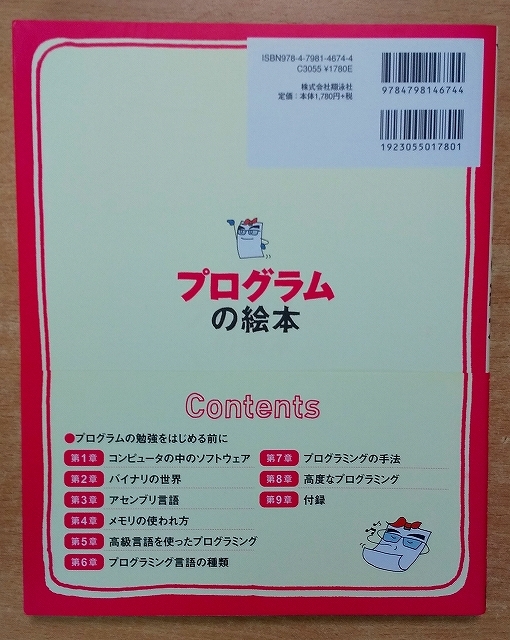 ISBN978-4-7981-4674-4
C3055 ¥1780E
株式会社翔泳社
定価：本体1,780円+税
9784798146744
1923055017801
プログラム
の絵本
Contents
●プログラムの勉強をはじめる前に
第1章 コンピュータの中のソフトウェア
第2章 バイナリの世界
第3章 アセンブリ言語
第4章 メモリの使われ方
第5章 高級言語を使ったプログラミング
第6章 プログラミング言語の種類
第7章 プログラミングの手法
第8章 高度なプログラミング
第9章 付録